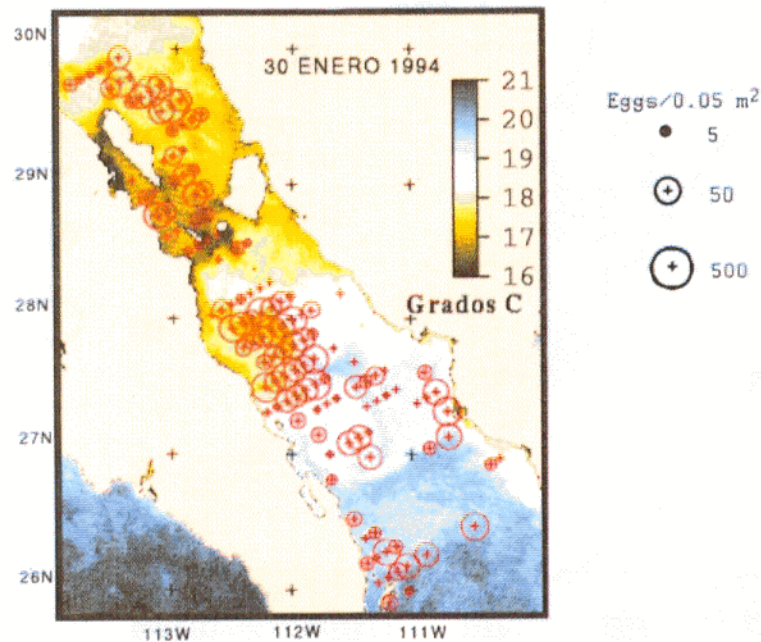 30N
30 ENERO 1994
21
20
19
18
17
16
Grados C
29N
28N
27N
26N
113W
112W
111W
Eggs/0.05 m²
5
50
500